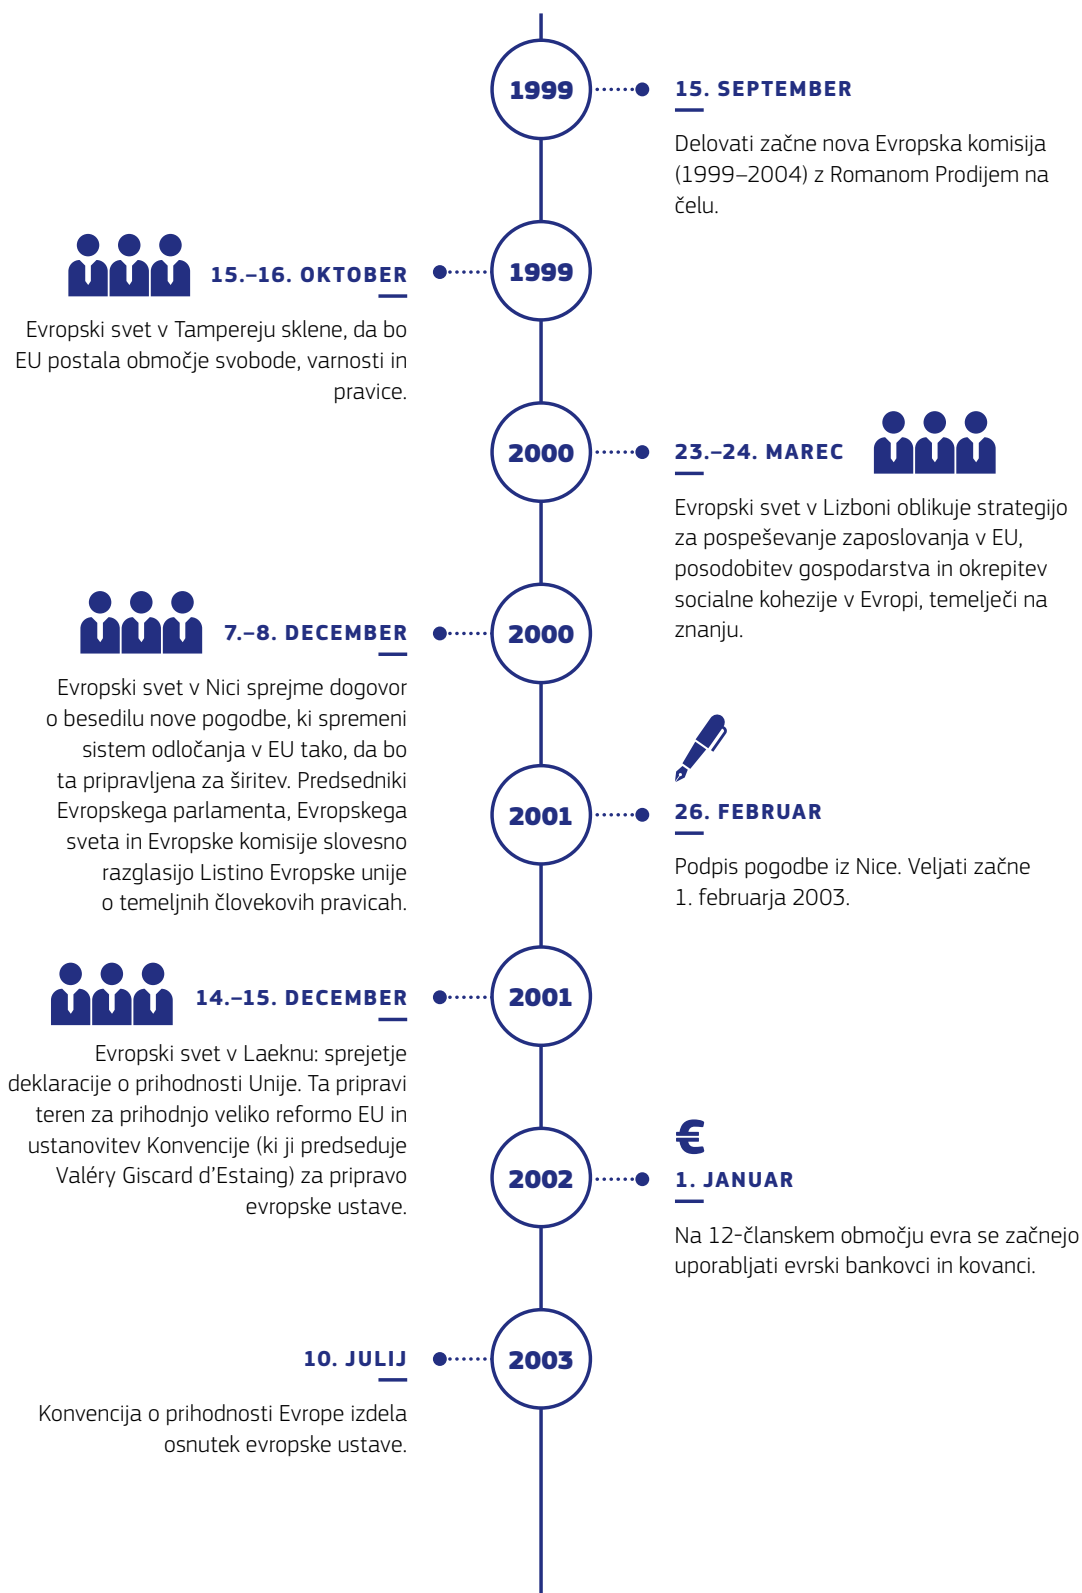 1999
15. SEPTEMBER
Delovati začne nova Evropska komisija
(1999–2004) z Romanom Prodijem na
čelu.
1999
15.–16. OKTOBER
Evropski svet v Tampereju sklene, da bo
EU postala območje svobode, varnosti in
pravice.
2000
23.–24. MAREC
Evropski svet v Lizboni oblikuje strategijo
za pospeševanje zaposlovanja v EU,
posodobitev gospodarstva in okrepitev
socialne kohezije v Evropi, temelječi na
znanju.
2000
7.–8. DECEMBER
Evropski svet v Nici sprejme dogovor
o besedilu nove pogodbe, ki spremeni
sistem odločanja v EU tako, da bo
ta pripravljena za širitev. Predsedniki
Evropskega parlamenta, Evropskega
sveta in Evropske komisije slovesno
razglasijo Listino Evropske unije
o temeljnih človekovih pravicah.
2001
26. FEBRUAR
Podpis pogodbe iz Nice. Veljati začne
1. februarja 2003.
2001
14.–15. DECEMBER
Evropski svet v Laeknu: sprejetje
deklaracije o prihodnosti Unije. Ta pripravi
teren za prihodnjo veliko reformo EU in
ustanovitev Konvencije (ki ji predseduje
Valéry Giscard d’Estaing) za pripravo
evropske ustave.
2002
€
1. JANUAR
Na 12-članskem območju evra se začnejo
uporabljati evrski bankovci in kovanci.
2003
10. JULIJ
Konvencija o prihodnosti Evrope izdela
osnutek evropske ustave.